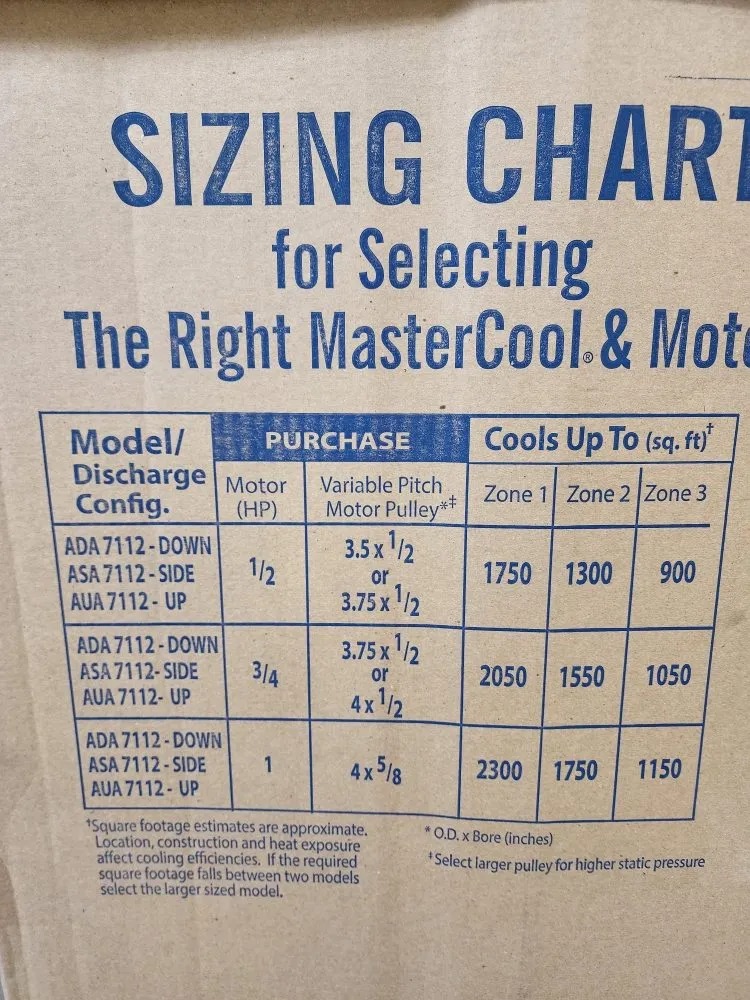 SIZING CHART
for Selecting
The Right MasterCool® &
Model/
Discharge
Config.
PURCHASE
Cools Up To (sq. ft)†
Motor
(HP)
Variable Pitch
Motor Pulley*‡
Zone 1
Zone 2
Zone 3
ADA 7112 - DOWN
ASA 7112 - SIDE
AUA 7112 - UP
1/2
3.5 x 1/2
or
3.75 x 1/2
1750
1300
900
ADA 7112 - DOWN
ASA 7112 - SIDE
AUA 7112 - UP
3/4
3.75 x 1/2
or
4 x 1/2
2050
1550
1050
ADA 7112 - DOWN
ASA 7112 - SIDE
AUA 7112 - UP
1
4 x 5/8
2300
1750
1150
†Square footage estimates are approximate.
Location, construction and heat exposure
affect cooling efficiencies. If the required
square footage falls between two models
select the larger sized model.
* O.D. x Bore (inches)
‡Select larger pulley for higher static pressure